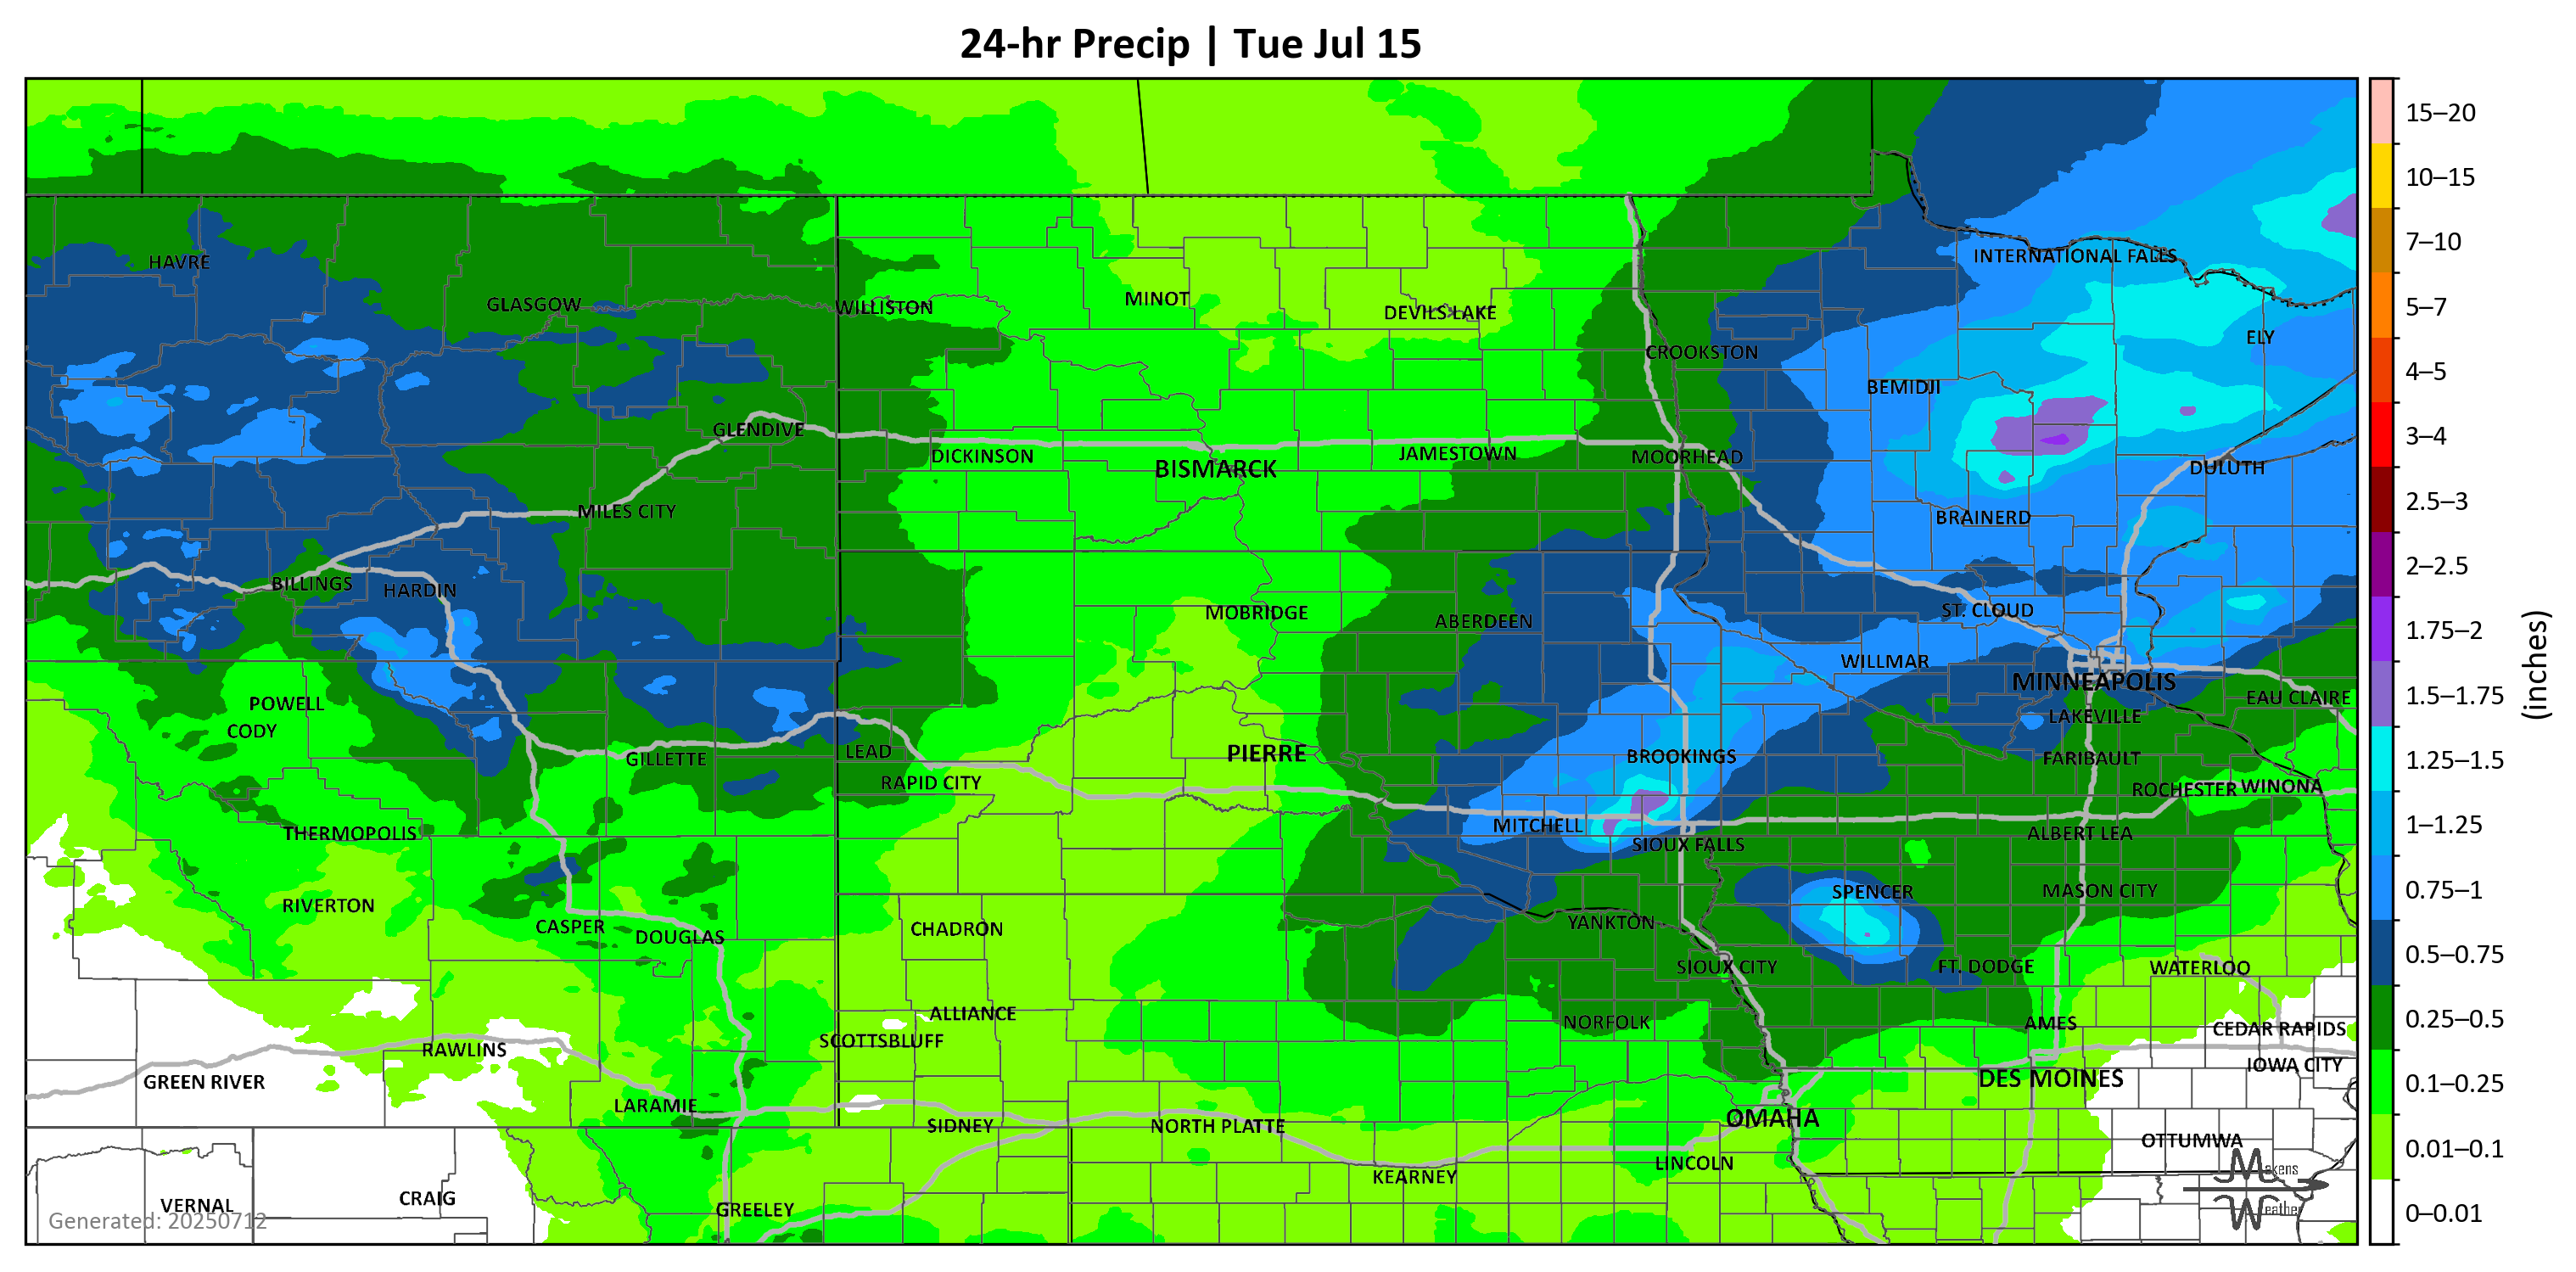 24-hr Precip | Tue Jul 15
15–20
10–15
7–10
5–7
4–5
3–4
2.5–3
2–2.5
1.75–2
1.5–1.75
1.25–1.5
1–1.25
0.75–1
0.5–0.75
0.25–0.5
0.1–0.25
0.01–0.1
0–0.01
(inches)
HAVRE
INTERNATIONAL FALLS
GLASGOW
WILLISTON
MINOT
DEVILS LAKE
ELY
CROOKSTON
BEMIDJI
GLENDIVE
DICKINSON
BISMARCK
JAMESTOWN
MOORHEAD
DULUTH
MILES CITY
BRAINERD
BILLINGS
HARDIN
MOBRIDGE
ABERDEEN
ST. CLOUD
WILLMAR
MINNEAPOLIS
EAU CLAIRE
POWELL
CODY
LAKEVILLE
GILLETTE
LEAD
PIERRE
BROOKINGS
FARIBAULT
RAPID CITY
ROCHESTER
WINONA
THERMOPOLIS
MITCHELL
ALBERT LEA
SIOUX FALLS
RIVERTON
SPENCER
MASON CITY
CASPER
DOUGLAS
CHADRON
YANKTON
SIOUX CITY
FT. DODGE
WATERLOO
ALLIANCE
NORFOLK
AMES
CEDAR RAPIDS
RAWLINS
SCOTTSBLUFF
GREEN RIVER
IOWA CITY
DES MOINES
LARAMIE
SIDNEY
NORTH PLATTE
OMAHA
OTTUMWA
KEARNEY
LINCOLN
VERNAL
CRAIG
GREELEY
Generated: 20250712
Makens
Weather